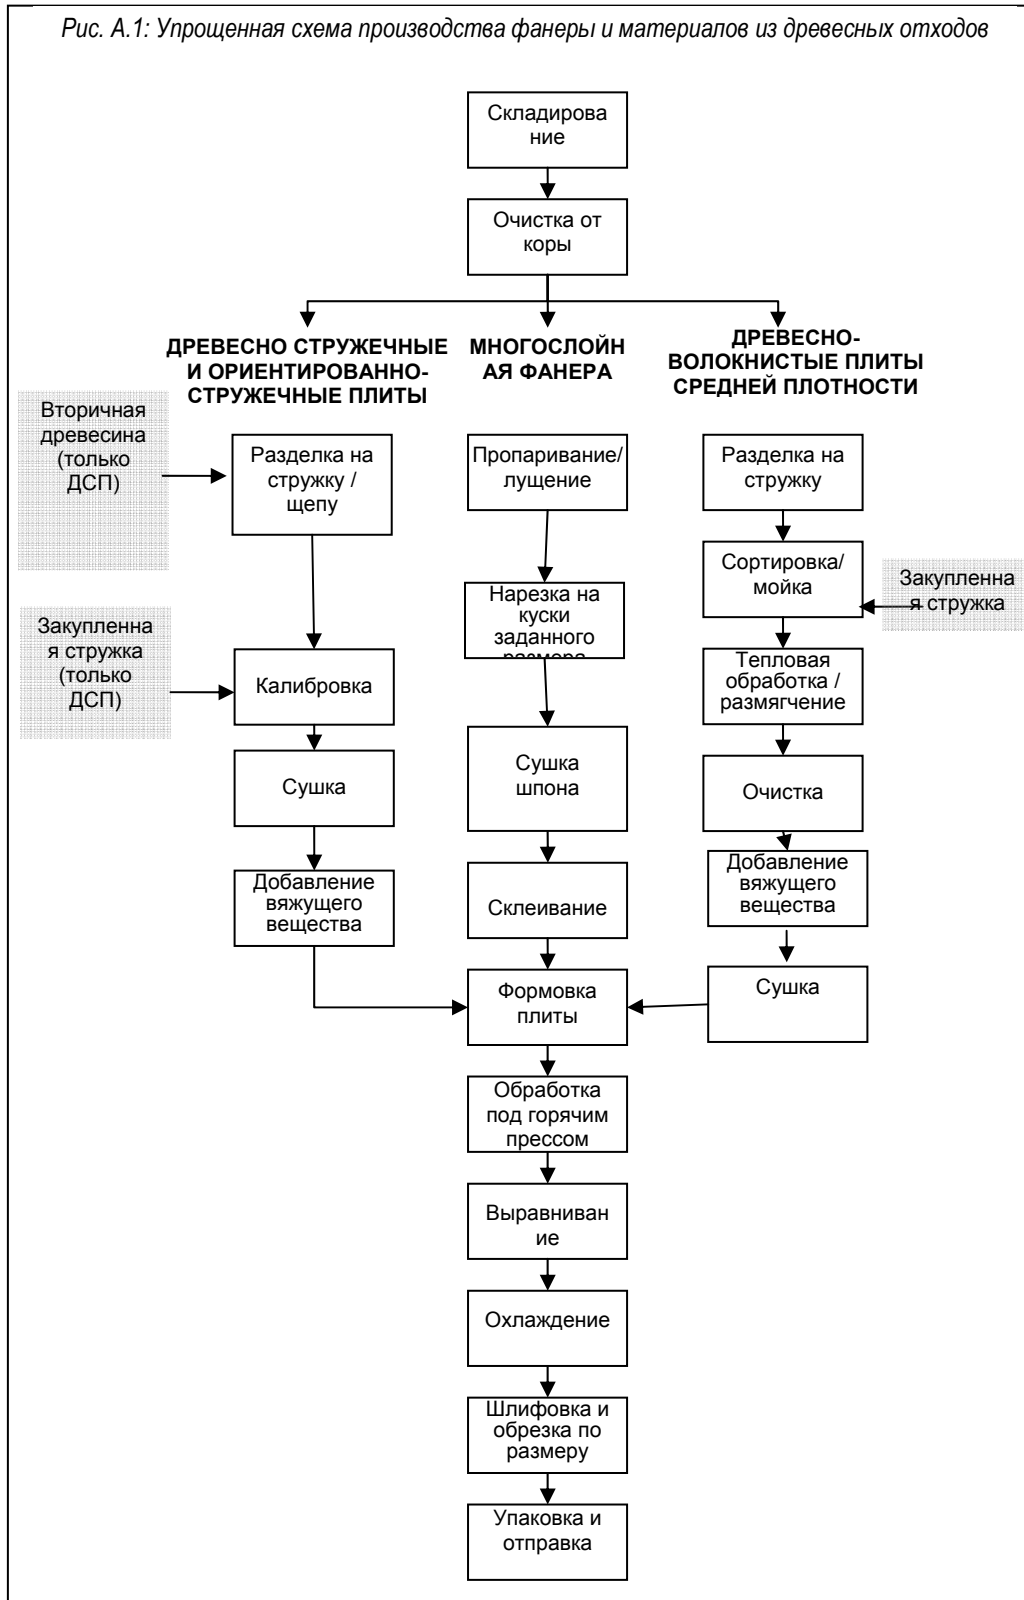 Рис. А.1: Упрощенная схема производства фанеры и материалов из древесных отходов
Складирова
ние
Очистка от
коры
ДРЕВЕСНО СТРУЖЕЧНЫЕ
И ОРИЕНТИРОВАННО-
СТРУЖЕЧНЫЕ ПЛИТЫ
МНОГОСЛОЙН
АЯ ФАНЕРА
ДРЕВЕСНО-
ВОЛОКНИСТЫЕ ПЛИТЫ
СРЕДНЕЙ ПЛОТНОСТИ
Вторичная
древесина
(только
ДСП)
Разделка на
стружку /
щепу
Пропаривание/
лущение
Разделка на
стружку
Сортировка/
мойка
Закупленна
я стружка
Нарезка на
куски
заданного
размера
Закупленна
я стружка
(только
ДСП)
Калибровка
Тепловая
обработка /
размягчение
Сушка
Сушка
шпона
Очистка
Добавление
вяжущего
вещества
Склеивание
Добавление
вяжущего
вещества
Формовка
плиты
Сушка
Обработка
под горячим
прессом
Выравниван
ие
Охлаждение
Шлифовка и
обрезка по
размеру
Упаковка и
отправка